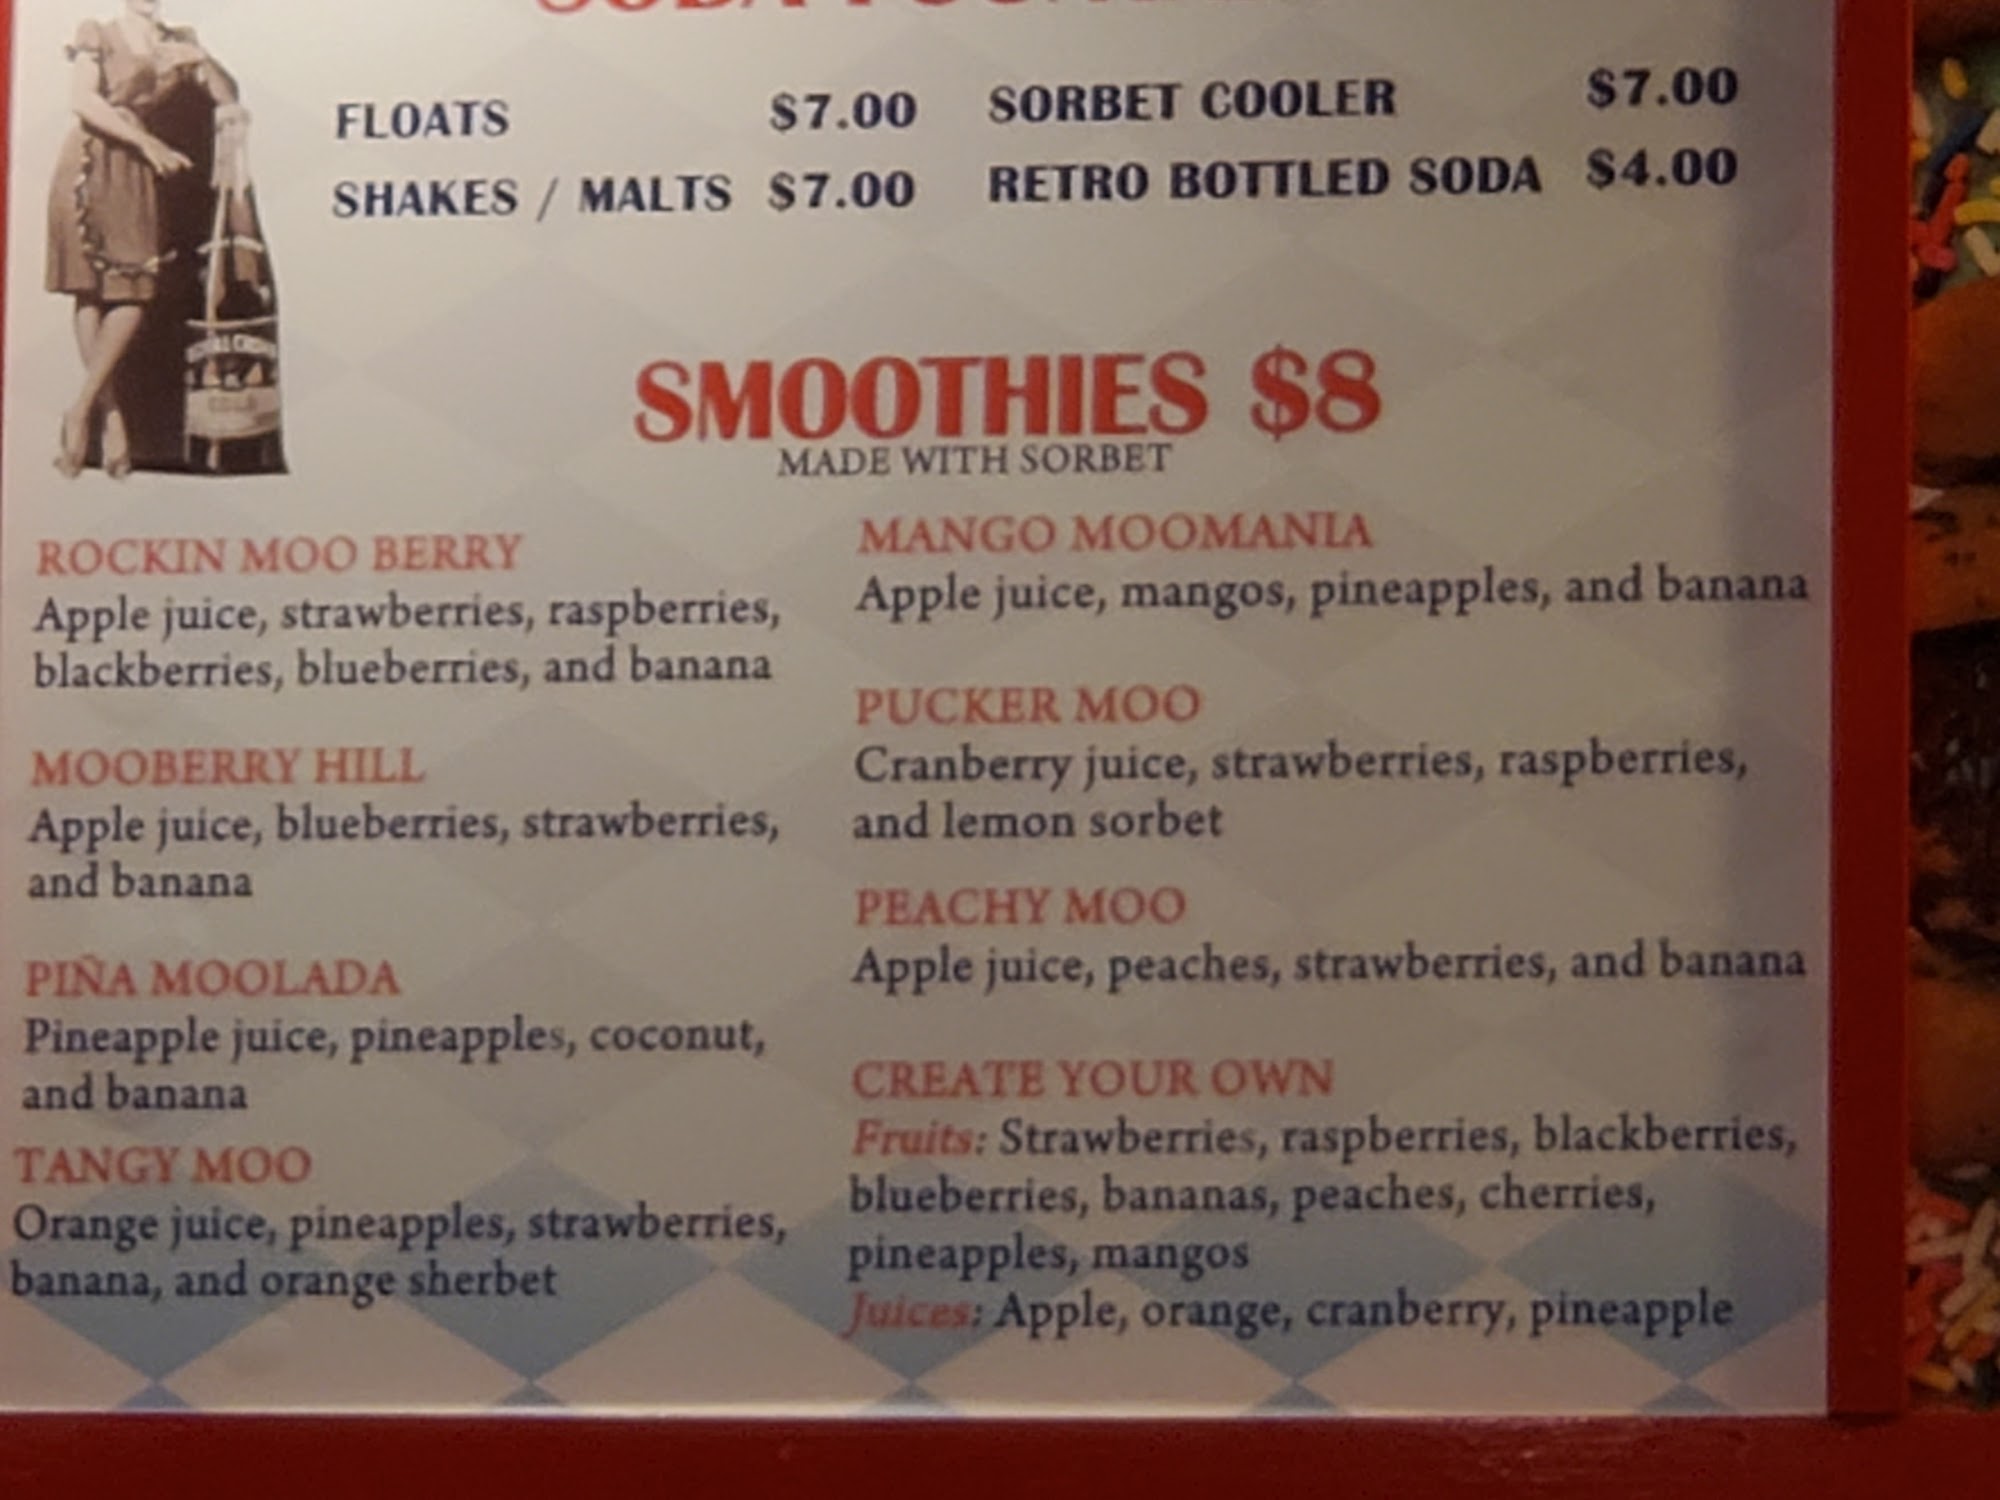 FLOATS $7.00
SHAKES / MALTS $7.00
SORBET COOLER $7.00
RETRO BOTTLED SODA $4.00
SMOOTHIES $8
MADE WITH SORBET
ROCKIN MOO BERRY
Apple juice, strawberries, raspberries,
blackberries, blueberries, and banana
MOOBERRY HILL
Apple juice, blueberries, strawberries,
and banana
PIÑA MOOLADA
Pineapple juice, pineapples, coconut,
and banana
TANGY MOO
Orange juice, pineapples, strawberries,
banana, and orange sherbet
MANGO MOOMANIA
Apple juice, mangos, pineapples, and banana
PUCKER MOO
Cranberry juice, strawberries, raspberries,
and lemon sorbet
PEACHY MOO
Apple juice, peaches, strawberries, and banana
CREATE YOUR OWN
Fruits: Strawberries, raspberries, blackberries,
blueberries, bananas, peaches, cherries,
pineapples, mangos
Juices: Apple, orange, cranberry, pineapple